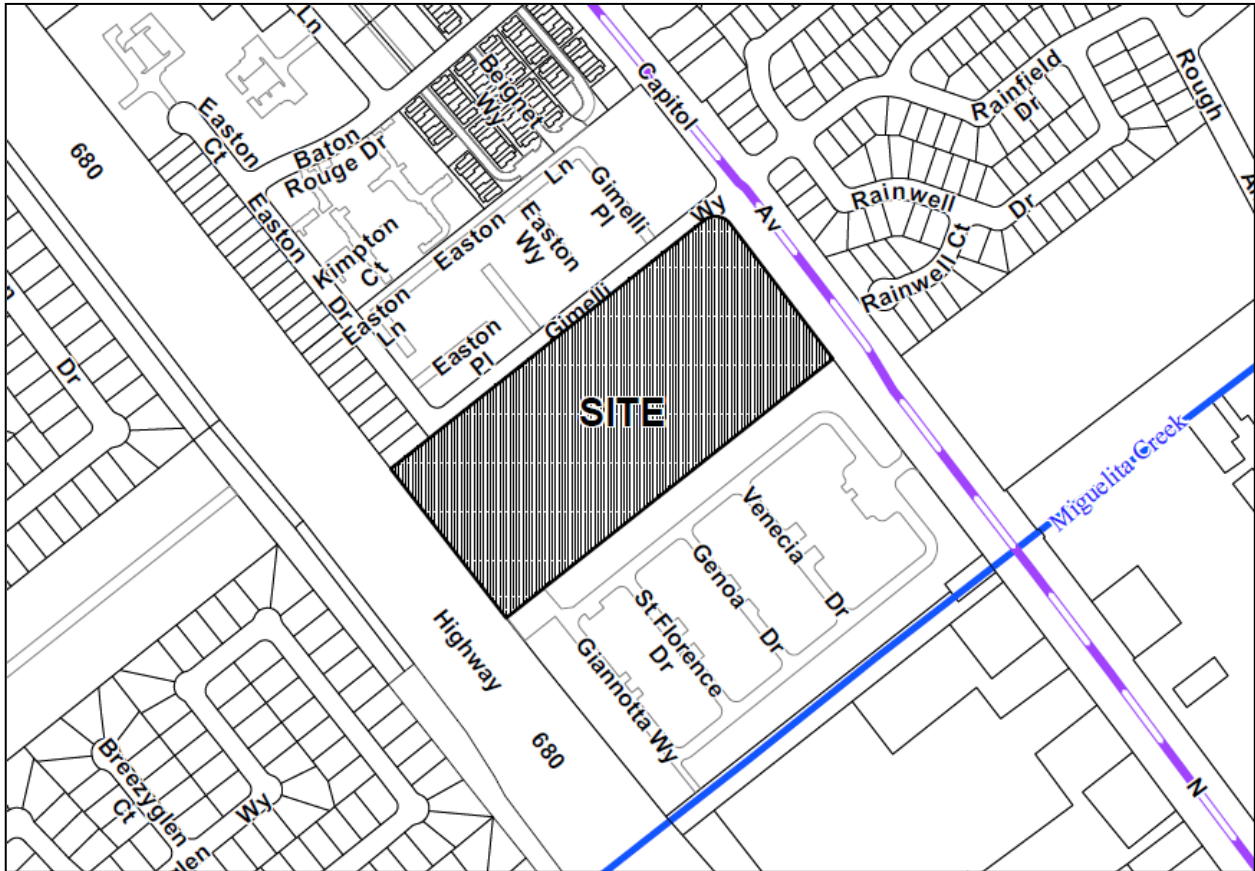 Ln
Easton
Ct
680
Baton
Rouge Dr
Beignet
Wy
Capitol
Av
N
Rainfield
Dr
Rough
Rainwell
Dr
Rainwell Ct
Easton
Dr
Kimpton
Ct
Easton
Ln
Easton
Ln
Easton
Wy
Gimelli
Pl
Gimelli
Wy
Easton
Pl
Dr
SITE
Miguelita Creek
Venecia
Dr
Genoa
Dr
St Florence
Dr
Giannotta Wy
Highway
680
Breezyglen
Ct
Wy
glen